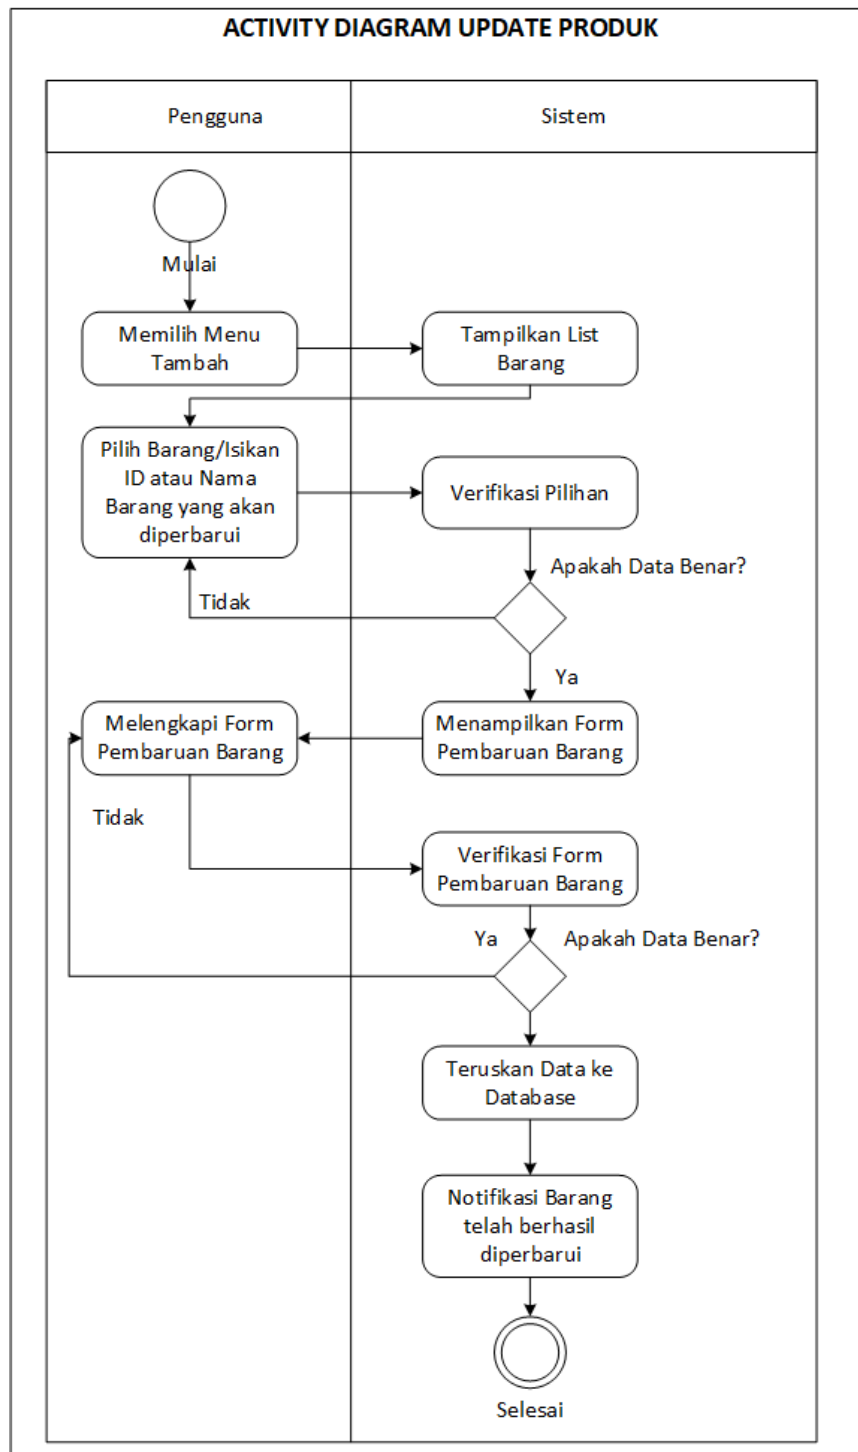 ACTIVITY DIAGRAM UPDATE PRODUK
Pengguna
Sistem
Mulai
Memilih Menu
Tambah
Tampilkan List
Barang
Pilih Barang/Isikan
ID atau Nama
Barang yang akan
diperbarui
Verifikasi Pilihan
Apakah Data Benar?
Tidak
Ya
Melengkapi Form
Pembaruan Barang
Menampilkan Form
Pembaruan Barang
Tidak
Verifikasi Form
Pembaruan Barang
Ya
Apakah Data Benar?
Teruskan Data ke
Database
Notifikasi Barang
telah berhasil
diperbarui
Selesai